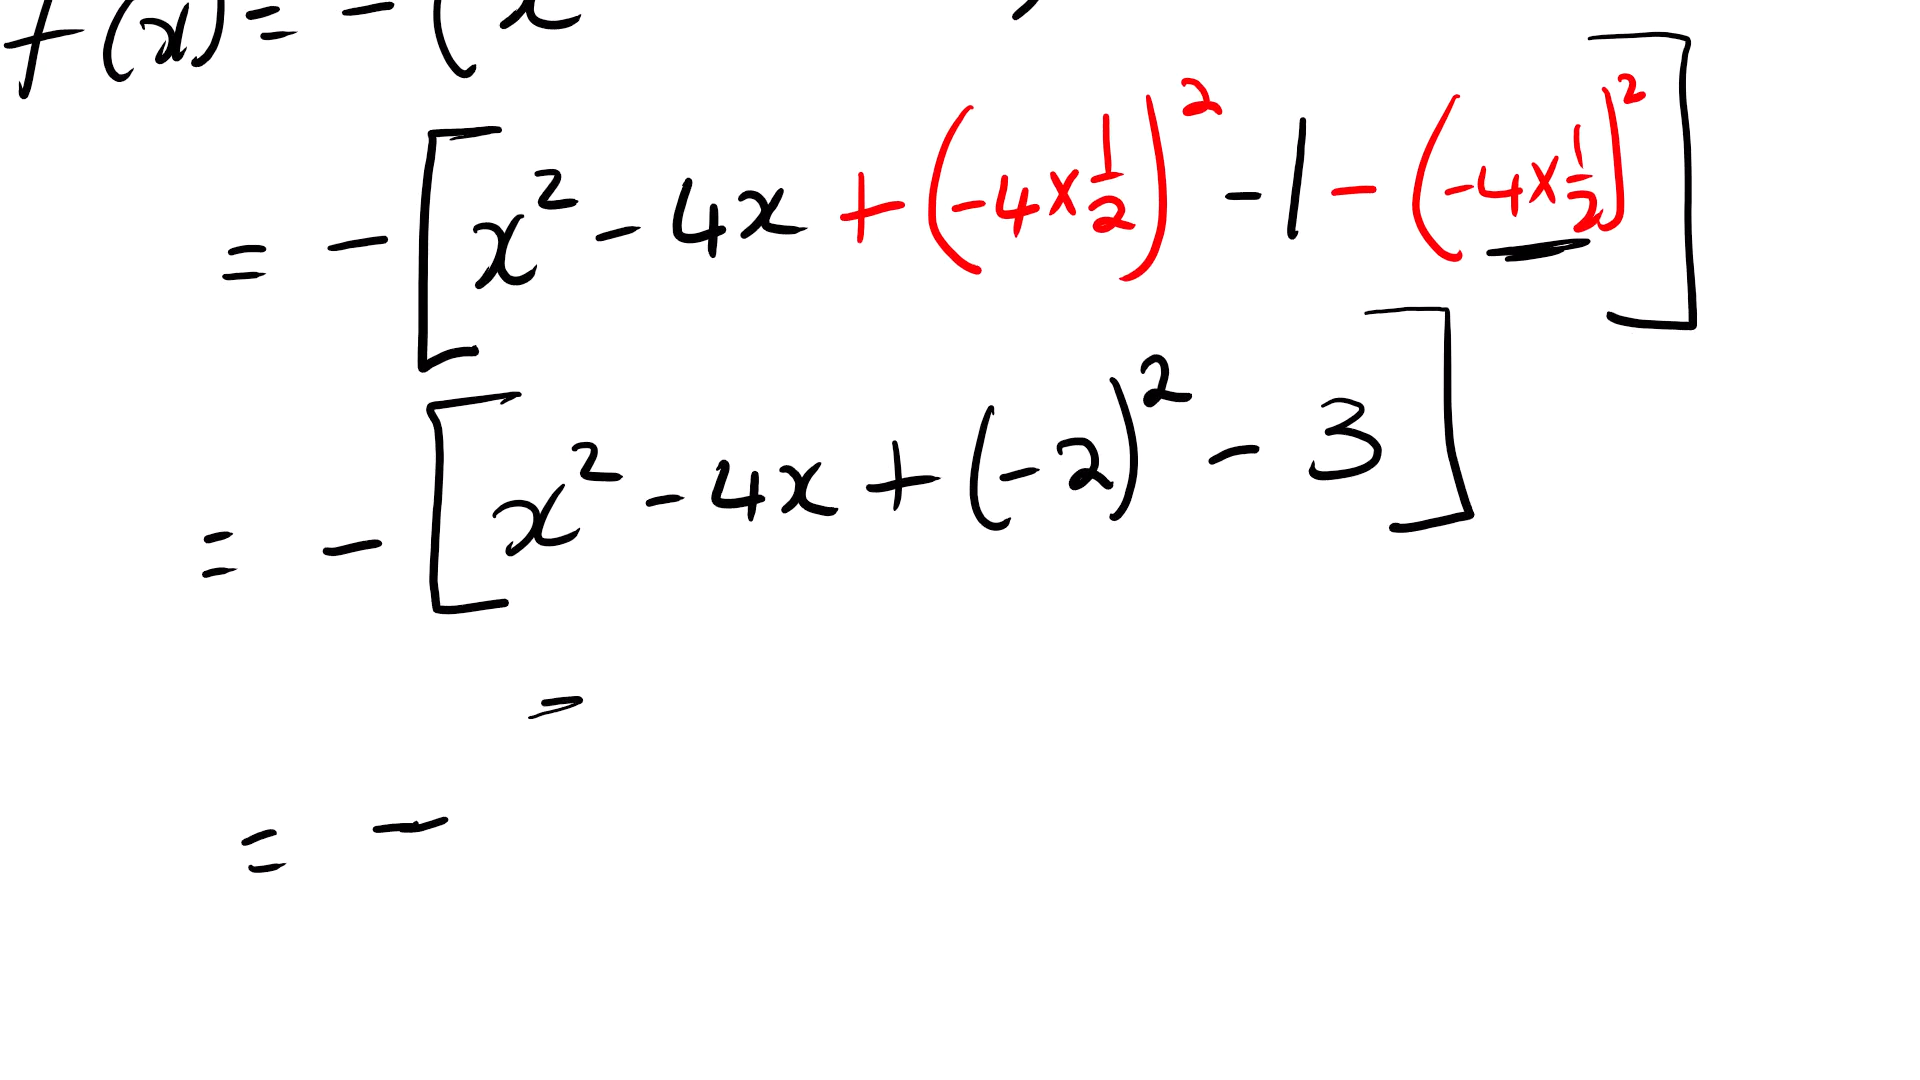 f(x) = - (x
= - [x² - 4x + (-4 × 1/2)² - 1 - (-4 × 1/2)²]
= - [x² - 4x + (-2)² - 3]
=
= -